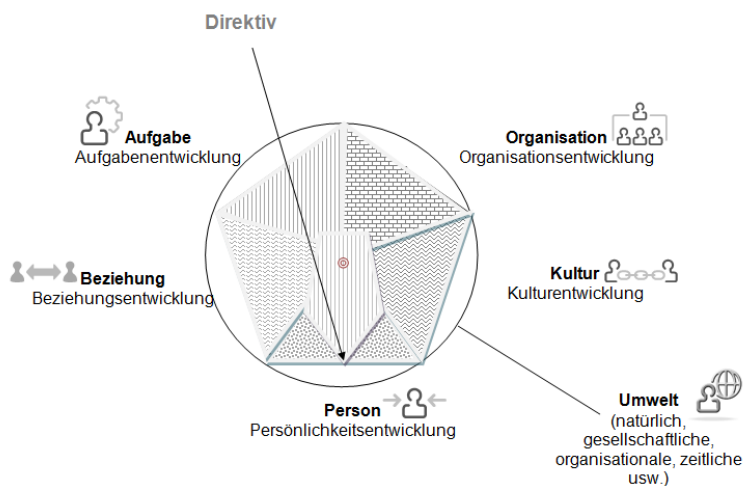 Direktiv
Aufgabe
Aufgabenentwicklung
Organisation
Organisationsentwicklung
Beziehung
Beziehungsentwicklung
Kultur
Kulturentwicklung
Person
Persönlichkeitsentwicklung
Umwelt
(natürlich,
gesellschaftliche,
organisationale, zeitliche
usw.)